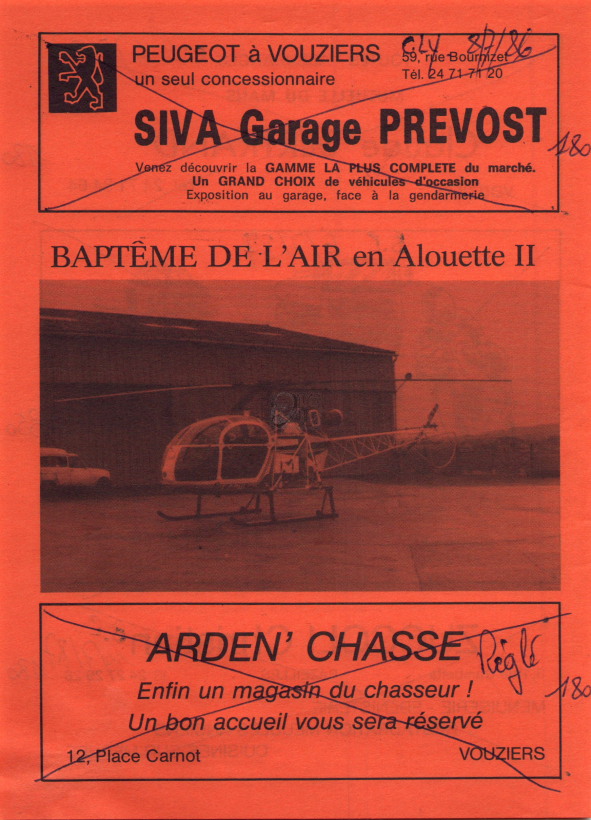 PEUGEOT à VOUZIERS
un seul concessionnaire
8/7/86
59, rue Bournizet
Tél. 24 71 71 20
SIVA Garage PREVOST
180
Venez découvrir la GAMME LA PLUS COMPLETE du marché.
Un GRAND CHOIX de véhicules d'occasion
Exposition au garage, face à la gendarmerie
BAPTÊME DE L'AIR en Alouette II
ARDEN' CHASSE
Réglé
Enfin un magasin du chasseur !
180
Un bon accueil vous sera réservé
12, Place Carnot
VOUZIERS